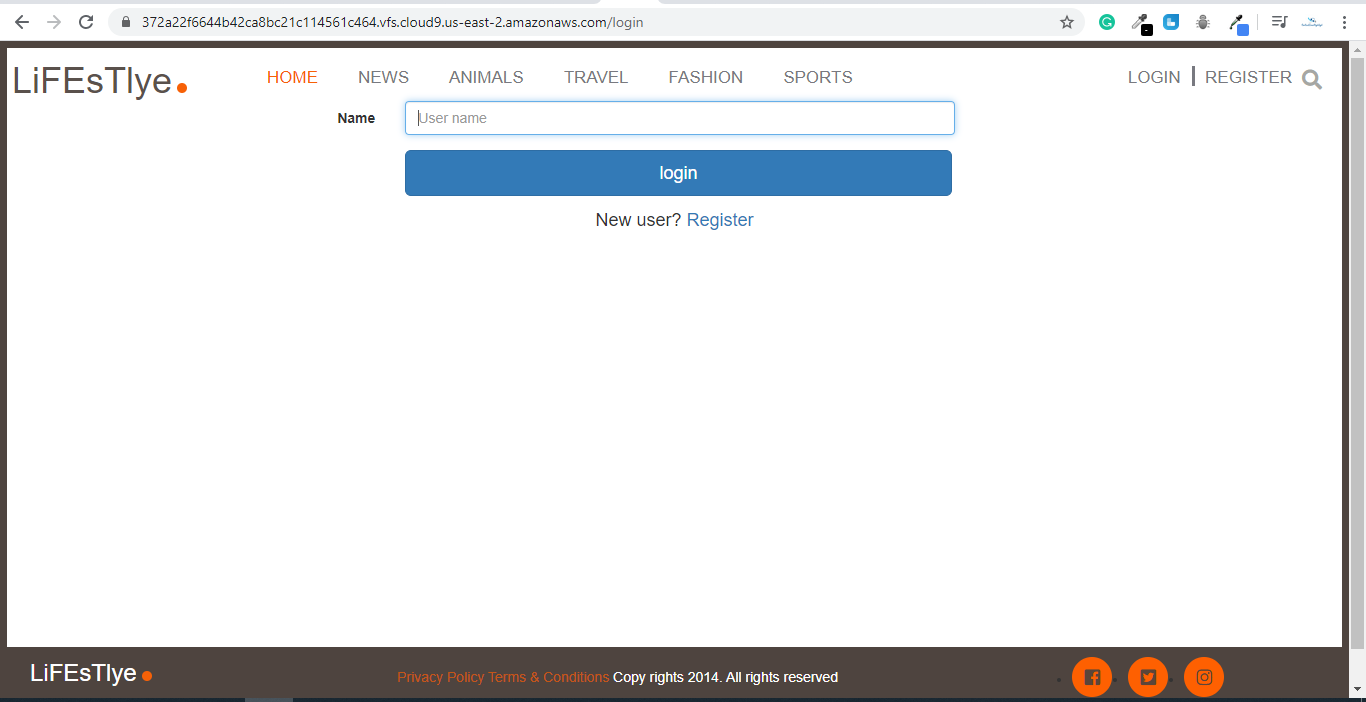 372a22f6644b42ca8bc21c114561c464.vfs.cloud9.us-east-2.amazonaws.com/login
LiFEsTlye
HOME NEWS ANIMALS TRAVEL FASHION SPORTS LOGIN | REGISTER
Name User name
login
New user? Register
LiFEsTlye
Privacy Policy Terms & Conditions Copy rights 2014. All rights reserved